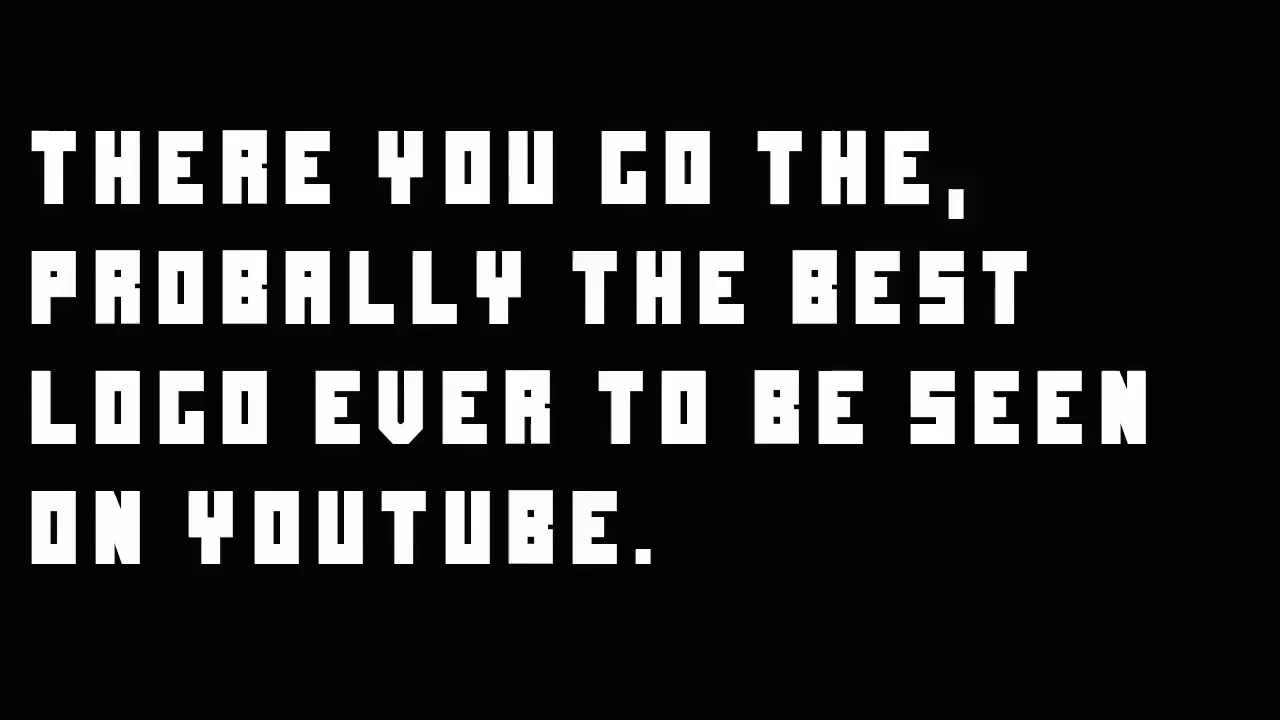 THERE YOU GO THE,
PROBALLY THE BEST
LOGO EVER TO BE SEEN
ON YOUTUBE.